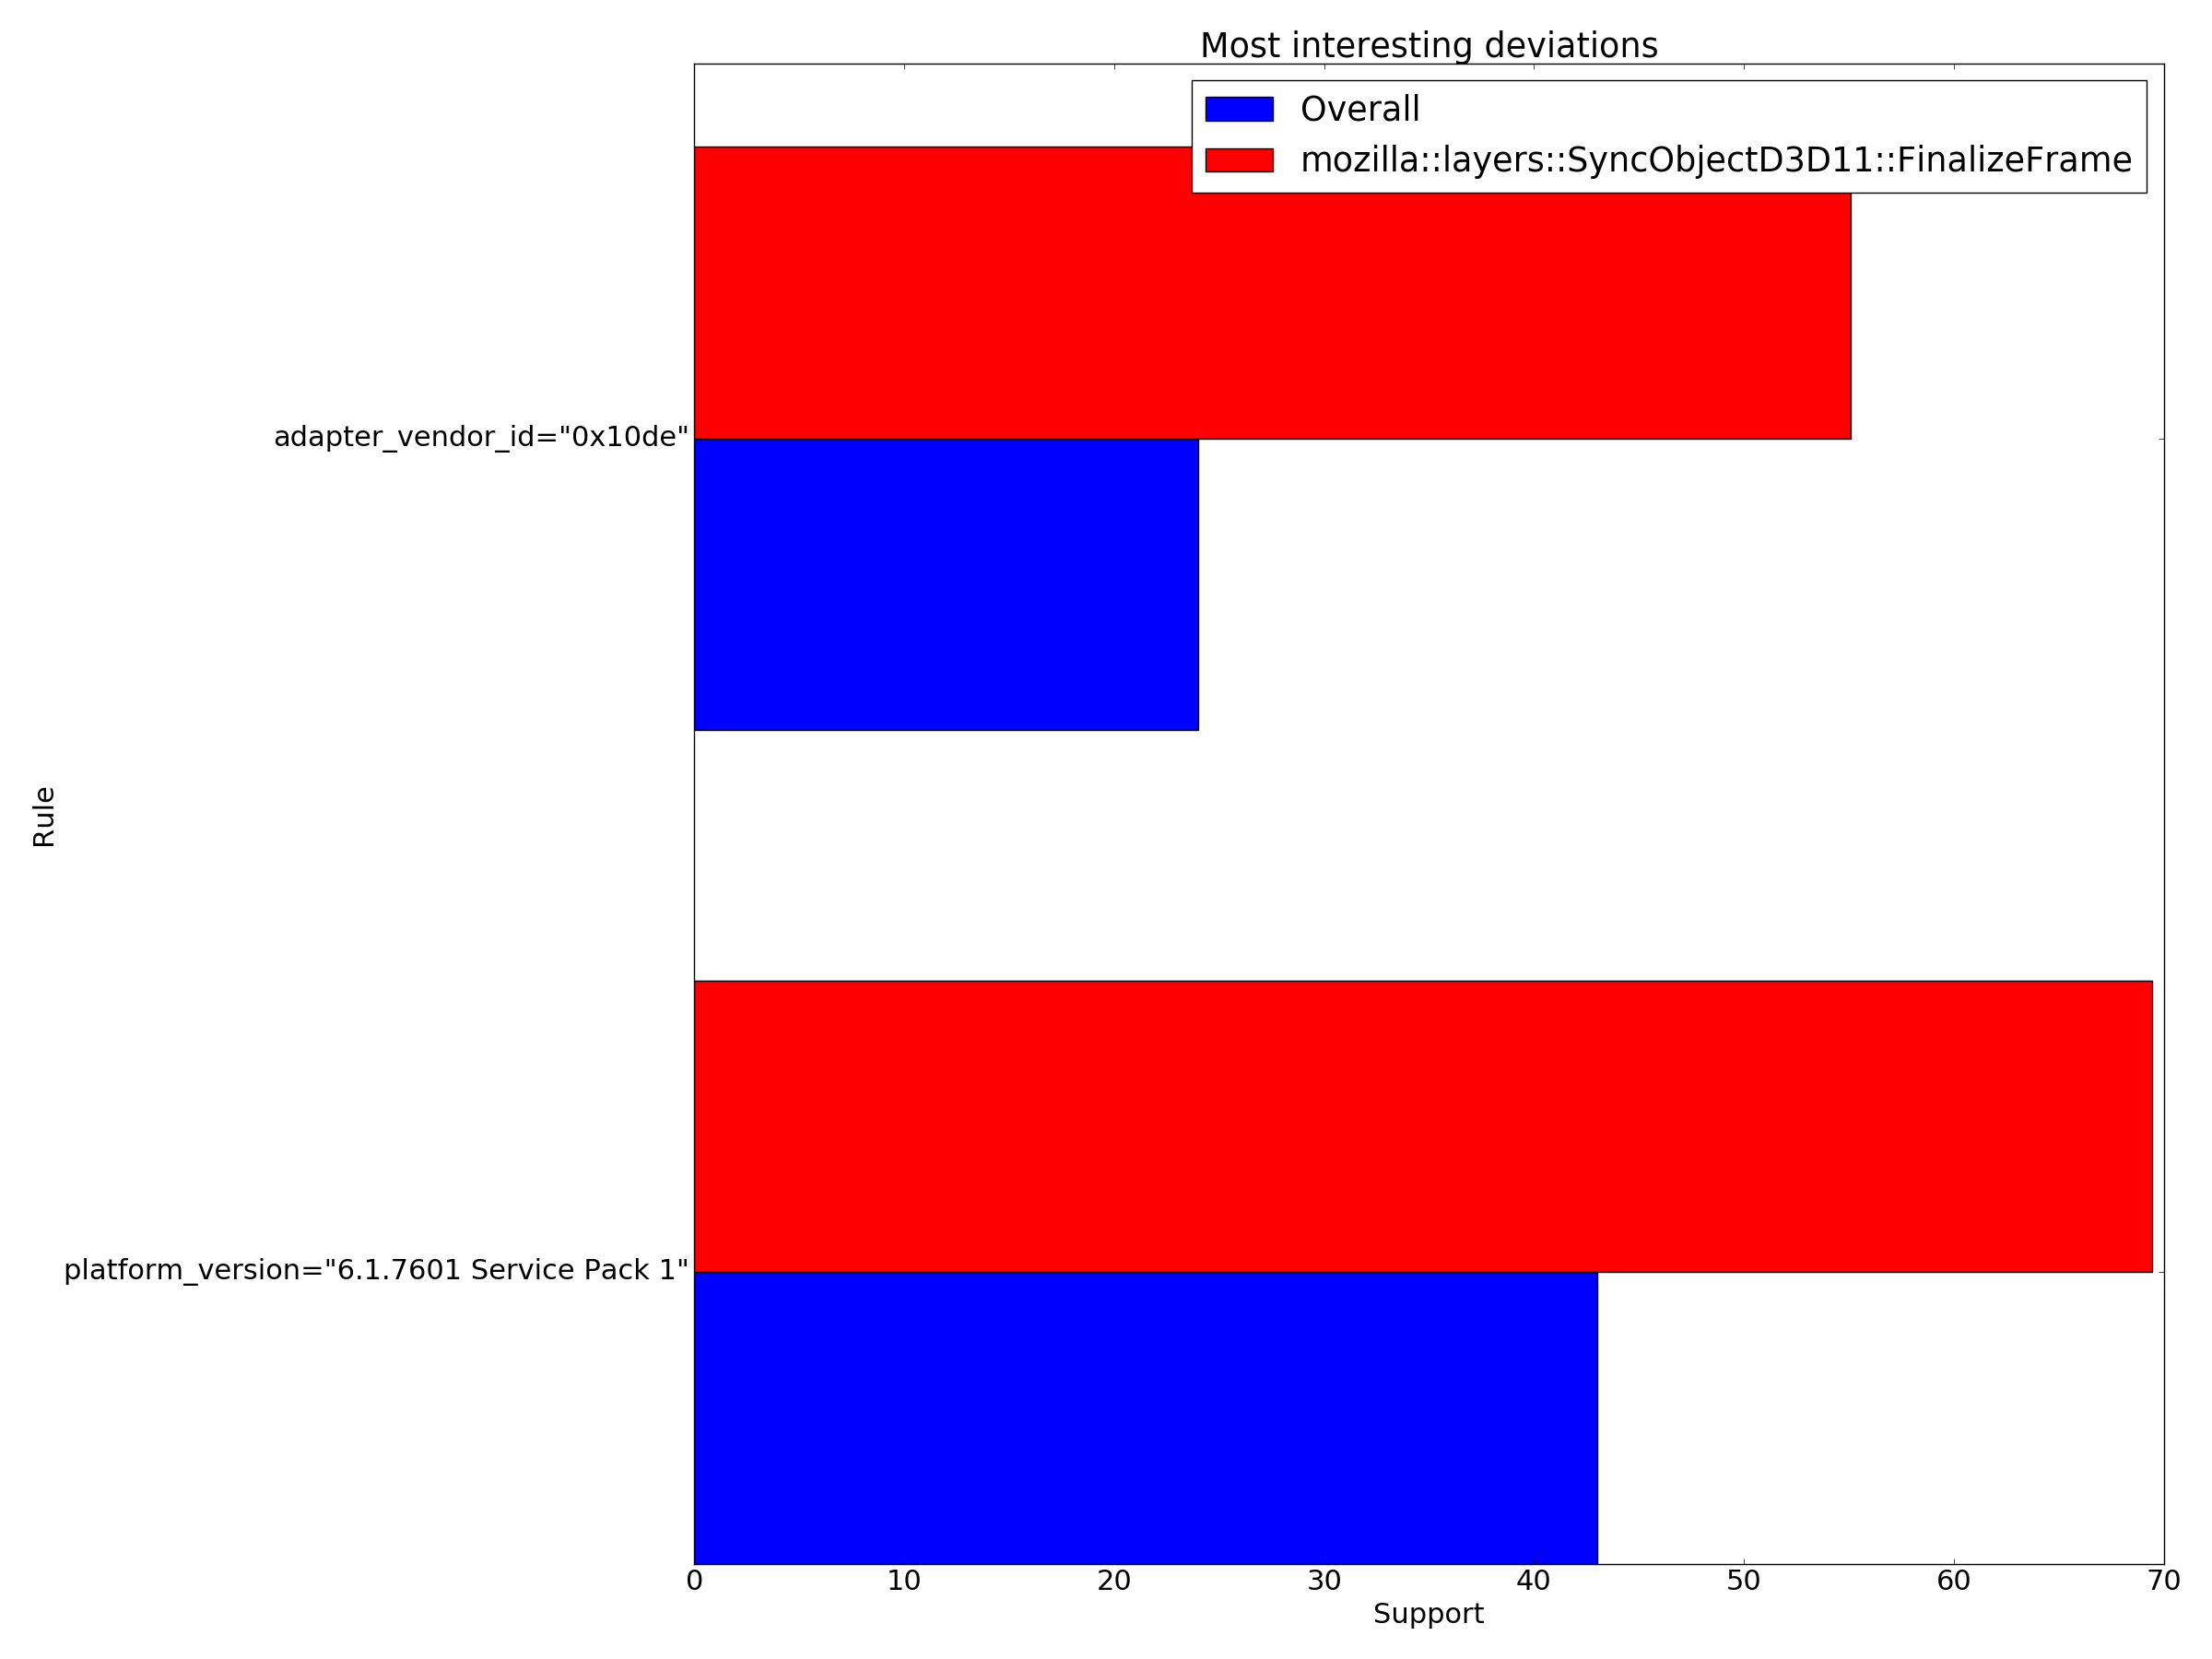 Most interesting deviations
Overall
mozilla::layers::SyncObjectD3D11::FinalizeFrame
adapter_vendor_id="0x10de"
Rule
platform_version="6.1.7601 Service Pack 1"
0 10 20 30 40 50 60 70
Support